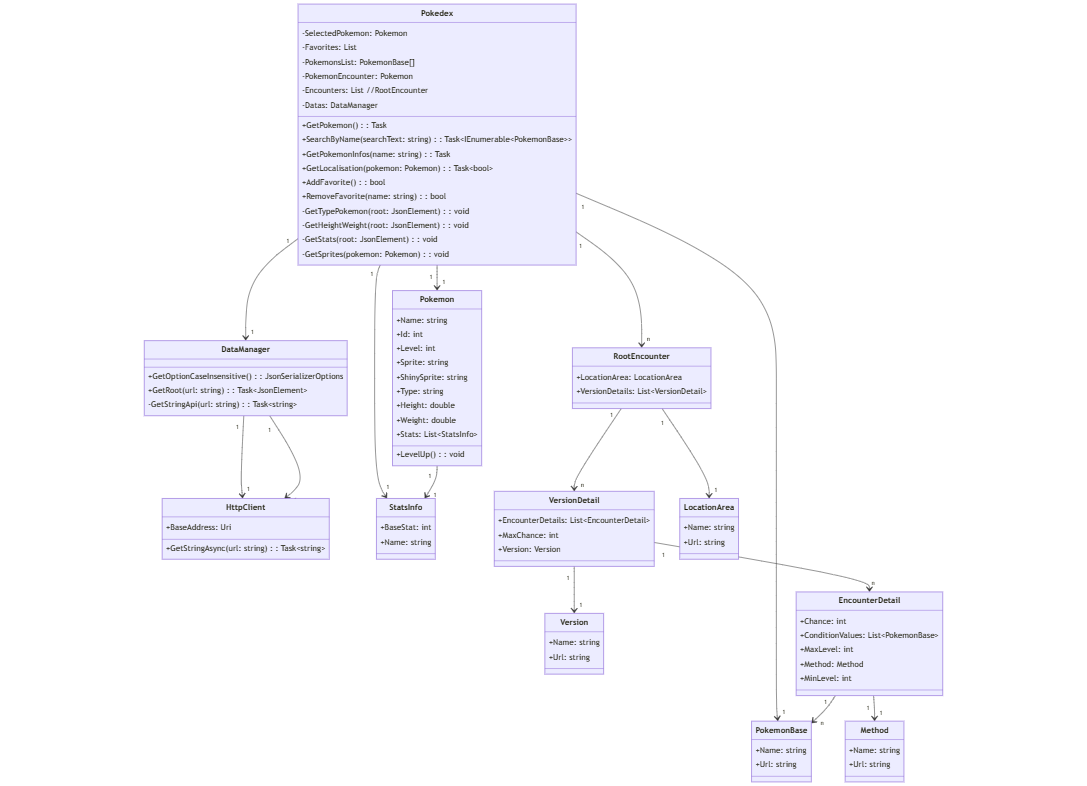 Pokedex
-SelectedPokemon: Pokemon
-Favorites: List
-PokemonsList: PokemonBase[]
-PokemonEncounter: Pokemon
-Encounters: List //RootEncounter
-Datas: DataManager
+GetPokemon() : : Task
+SearchByName(searchText: string) : : Task<IEnumerable<PokemonBase>>
+GetPokemonInfos(name: string) : : Task
+GetLocalisation(pokemon: Pokemon) : : Task<bool>
+AddFavorite() : : bool
+RemoveFavorite(name: string) : : bool
-GetTypePokemon(root: JsonElement) : : void
-GetHeightWeight(root: JsonElement) : : void
-GetStats(root: JsonElement) : : void
-GetSprites(pokemon: Pokemon) : : void
1
1
1
1
1
1
1
n
DataManager
+GetOptionCaseInsensitive() : : JsonSerializerOptions
+GetRoot(url: string) : : Task<JsonElement>
-GetStringApi(url: string) : : Task<string>
Pokemon
+Name: string
+Id: int
+Level: int
+Sprite: string
+ShinySprite: string
+Type: string
+Height: double
+Weight: double
+Stats: List<StatsInfo>
+LevelUp() : : void
RootEncounter
+LocationArea: LocationArea
+VersionDetails: List<VersionDetail>
1
1
1
1
1
1
1
1
n
1
HttpClient
+BaseAddress: Uri
+GetStringAsync(url: string) : : Task<string>
StatsInfo
+BaseStat: int
+Name: string
VersionDetail
+EncounterDetails: List<EncounterDetail>
+MaxChance: int
+Version: Version
LocationArea
+Name: string
+Url: string
1
1
n
1
Version
+Name: string
+Url: string
EncounterDetail
+Chance: int
+ConditionValues: List<PokemonBase>
+MaxLevel: int
+Method: Method
+MinLevel: int
1
1
1
n
1
PokemonBase
+Name: string
+Url: string
Method
+Name: string
+Url: string